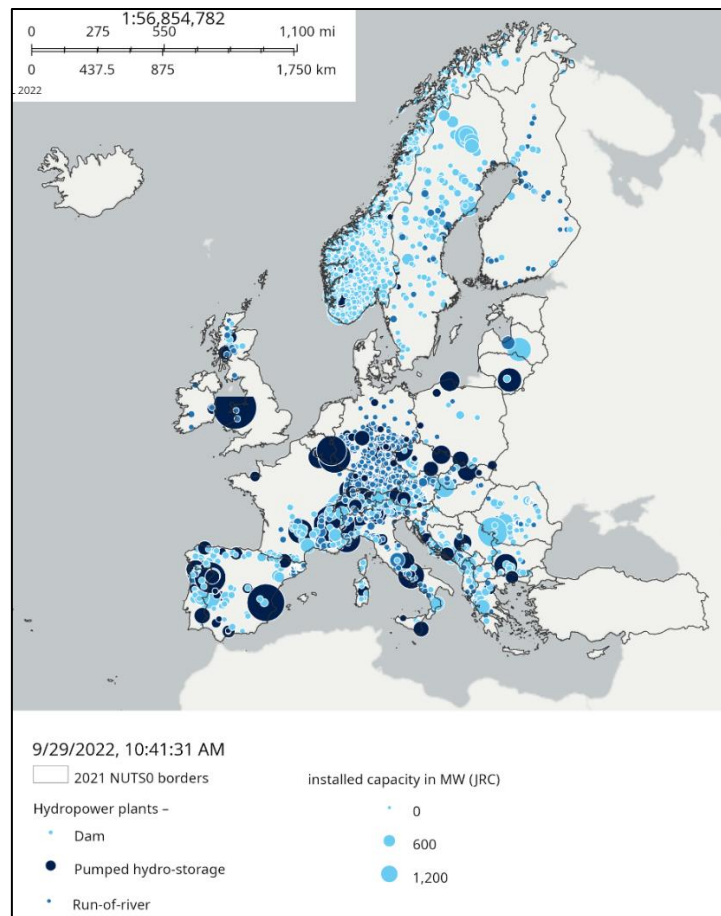 1:56,854,782
0 275 550 1,100 mi
0 437.5 875 1,750 km
2022
9/29/2022, 10:41:31 AM
2021 NUTS0 borders
Hydropower plants –
Dam
Pumped hydro-storage
Run-of-river
installed capacity in MW (JRC)
0
600
1,200